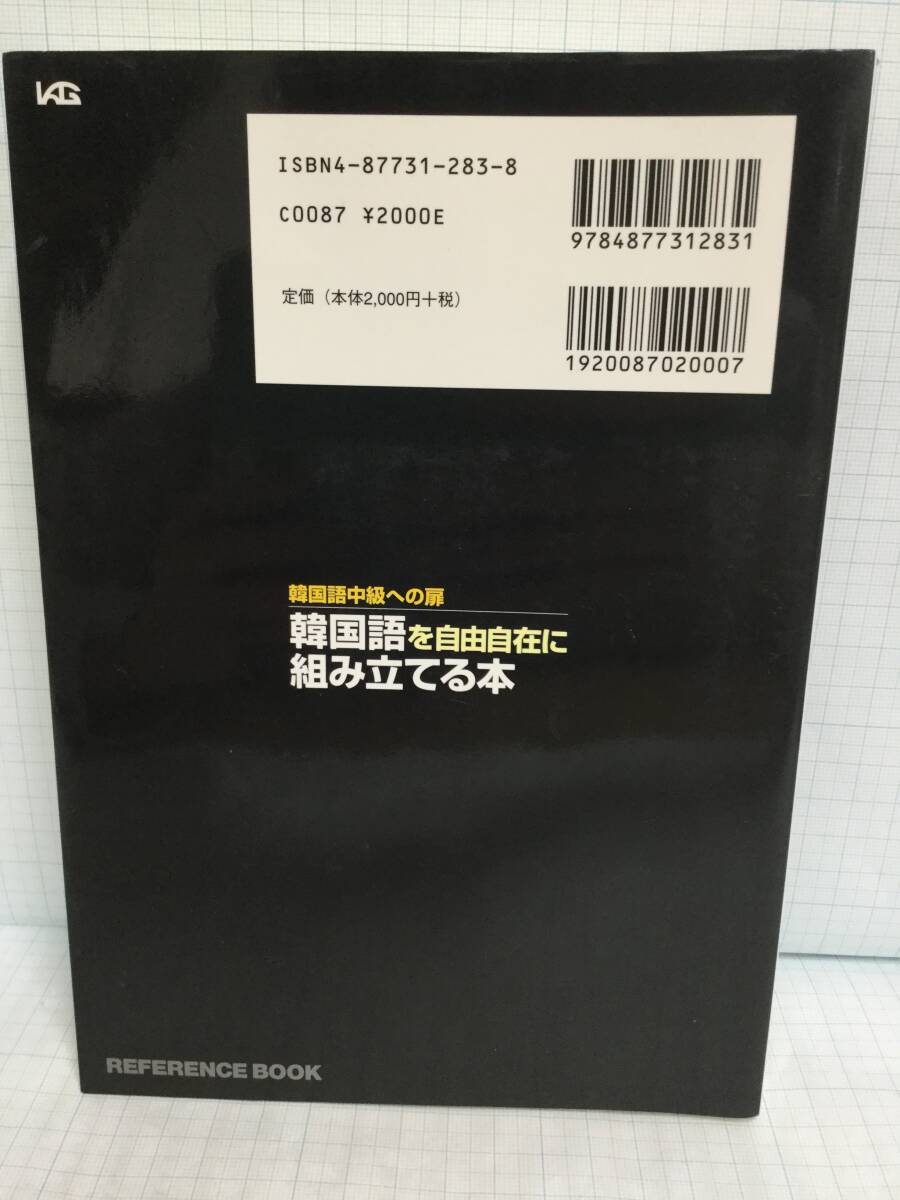 KG
ISBN4-87731-283-8
C0087 ¥2000E
9784877312831
定価（本体2,000円＋税）
1920087020007
韓国語中級への扉
韓国語を自由自在に
組み立てる本
REFERENCE BOOK